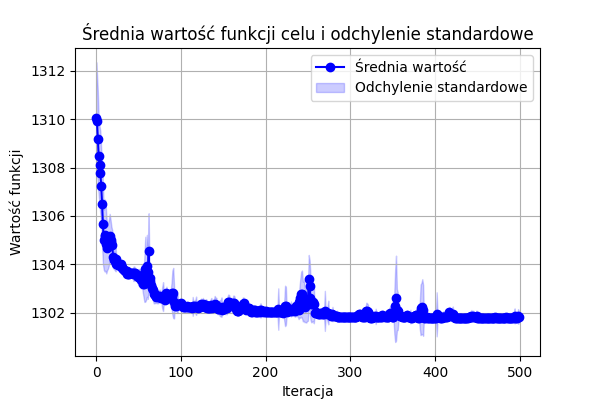 Średnia wartość funkcji celu i odchylenie standardowe
Średnia wartość
Odchylenie standardowe
Wartość funkcji
1312
1310
1308
1306
1304
1302
0 100 200 300 400 500
Iteracja